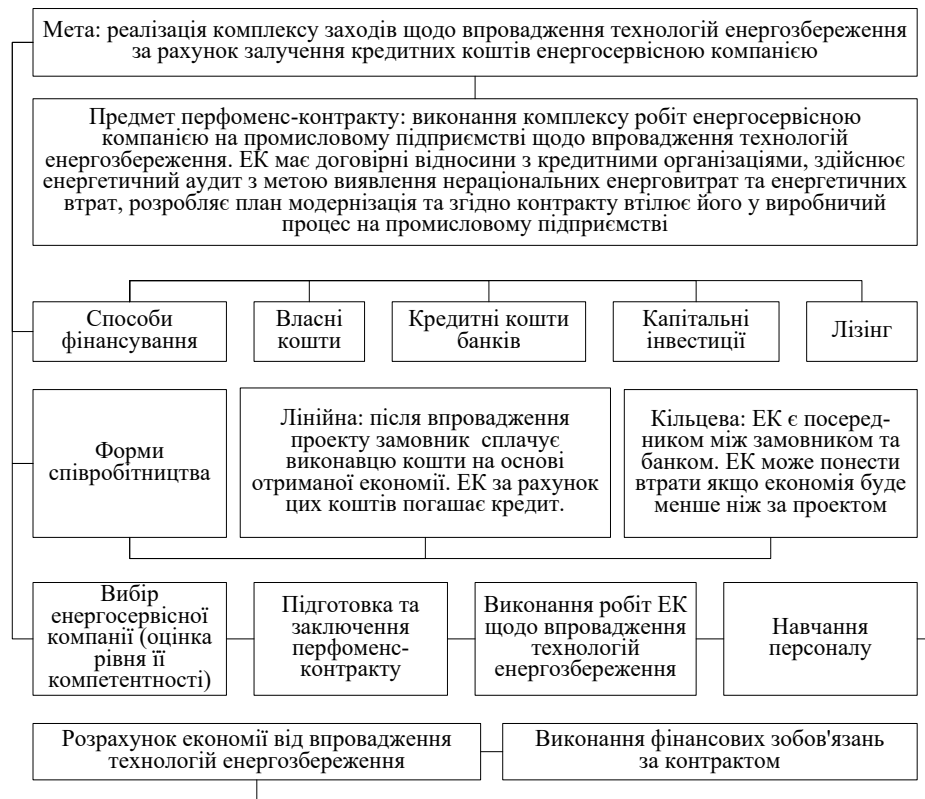 Мета: реалізація комплексу заходів щодо впровадження технологій енергозбереження
за рахунок залучення кредитних коштів енергосервісною компанією
Предмет перфоменс-контракту: виконання комплексу робіт енергосервісною
компанією на промисловому підприємстві щодо впровадження технологій
енергозбереження. ЕК має договірні відносини з кредитними організаціями, здійснює
енергетичний аудит з метою виявлення нераціональних енерговитрат та енергетичних
втрат, розробляє план модернізація та згідно контракту втілює його у виробничий
процес на промисловому підприємстві
Способи
фінансування
Власні
кошти
Кредитні кошти
банків
Капітальні
інвестиції
Лізінг
Форми
співробітництва
Лінійна: після впровадження
проекту замовник сплачує
виконавцю кошти на основі
отриманої економії. ЕК за рахунок
цих коштів погашає кредит.
Кільцева: ЕК є посеред-
ником між замовником та
банком. ЕК може понести
втрати якщо економія буде
менше ніж за проектом
Вибір
енергосервісної
компанії (оцінка
рівня її
компетентності)
Підготовка та
заключення
перфоменс-
контракту
Виконання робіт ЕК
щодо впровадження
технологій
енергозбереження
Навчання
персоналу
Розрахунок економії від впровадження
технологій енергозбереження
Виконання фінансових зобов'язань
за контрактом